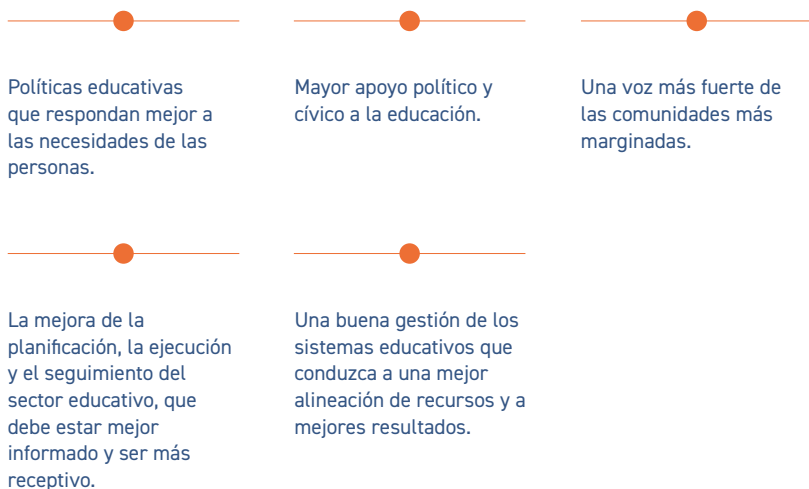 Políticas educativas
que respondan mejor a
las necesidades de las
personas.
Mayor apoyo político y
cívico a la educación.
Una voz más fuerte de
las comunidades más
marginadas.
La mejora de la
planificación, la ejecución
y el seguimiento del
sector educativo, que
debe estar mejor
informado y ser más
receptivo.
Una buena gestión de los
sistemas educativos que
conduzca a una mejor
alineación de recursos y a
mejores resultados.